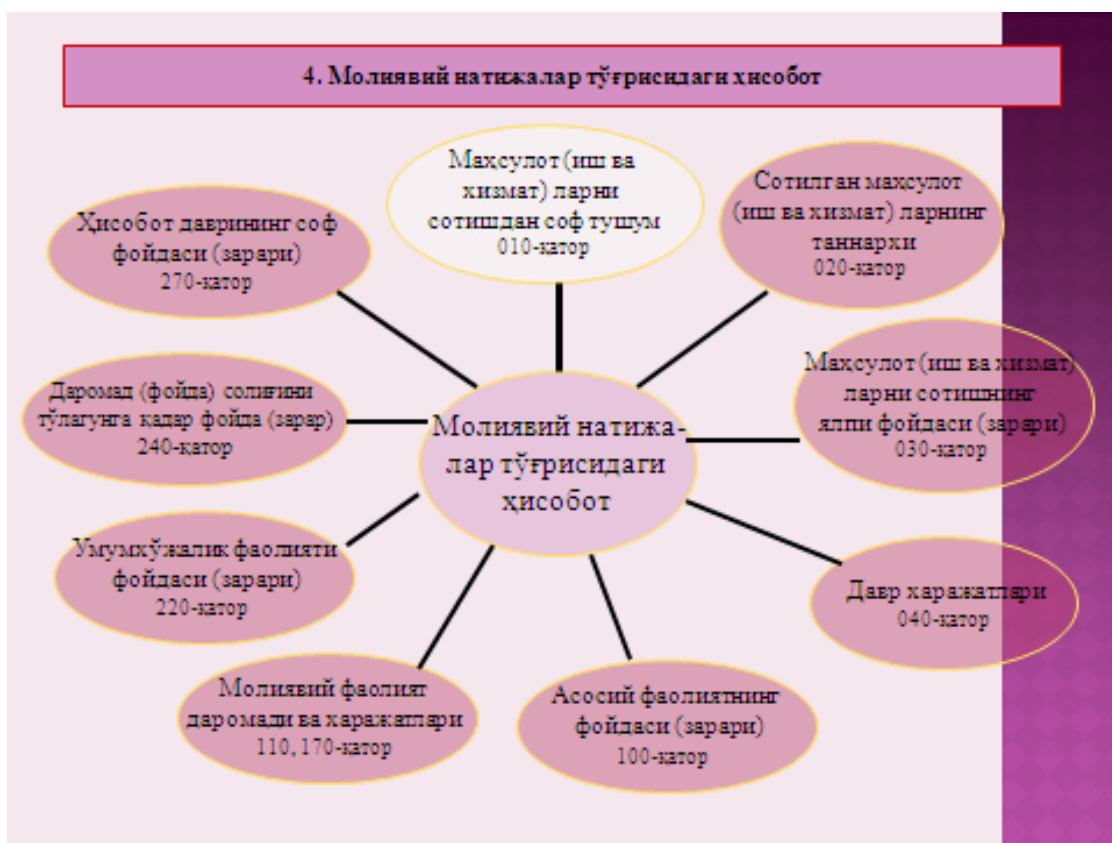 4. Молиявий натижалар тўғрисидаги ҳисобот
Маҳсулот (иш ва
хизмат) ларни
сотишдан соф тушум
010-қатор
Сотилган маҳсулот
(иш ва хизмат) ларнинг
таннархи
020-қатор
Маҳсулот (иш ва хизмат)
ларни сотишнинг
ялпи фойдаси (зарари)
030-қатор
Давр харажатлари
040-қатор
Асосий фаолиятнинг
фойдаси (зарари)
100-қатор
Молиявий фаолият
даромади ва харажатлари
110, 170-қатор
Умумхўжалик фаолияти
фойдаси (зарари)
220-қатор
Даромад (фойда) солиғини
тўлагунга қадар фойда (зарар)
240-қатор
Ҳисобот даврининг соф
фойдаси (зарари)
270-қатор
Молиявий натижа-
лар тўғрисидаги
ҳисобот